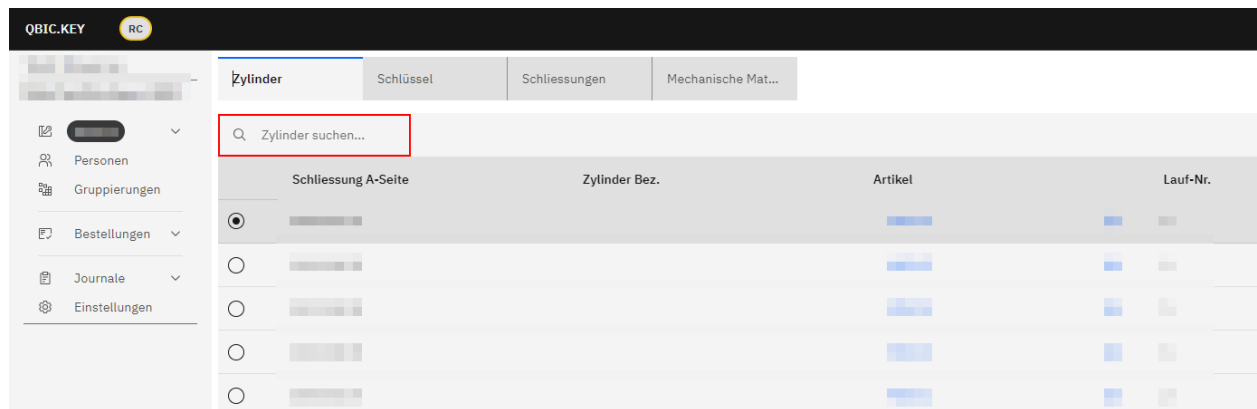 QBIC.KEY RC
Zylinder Schlüssel Schliessungen Mechanische Mat...
Zylinder suchen...
Personen
Gruppierungen
Bestellungen
Journale
Einstellungen
Schliessung A-Seite Zylinder Bez. Artikel Lauf-Nr.